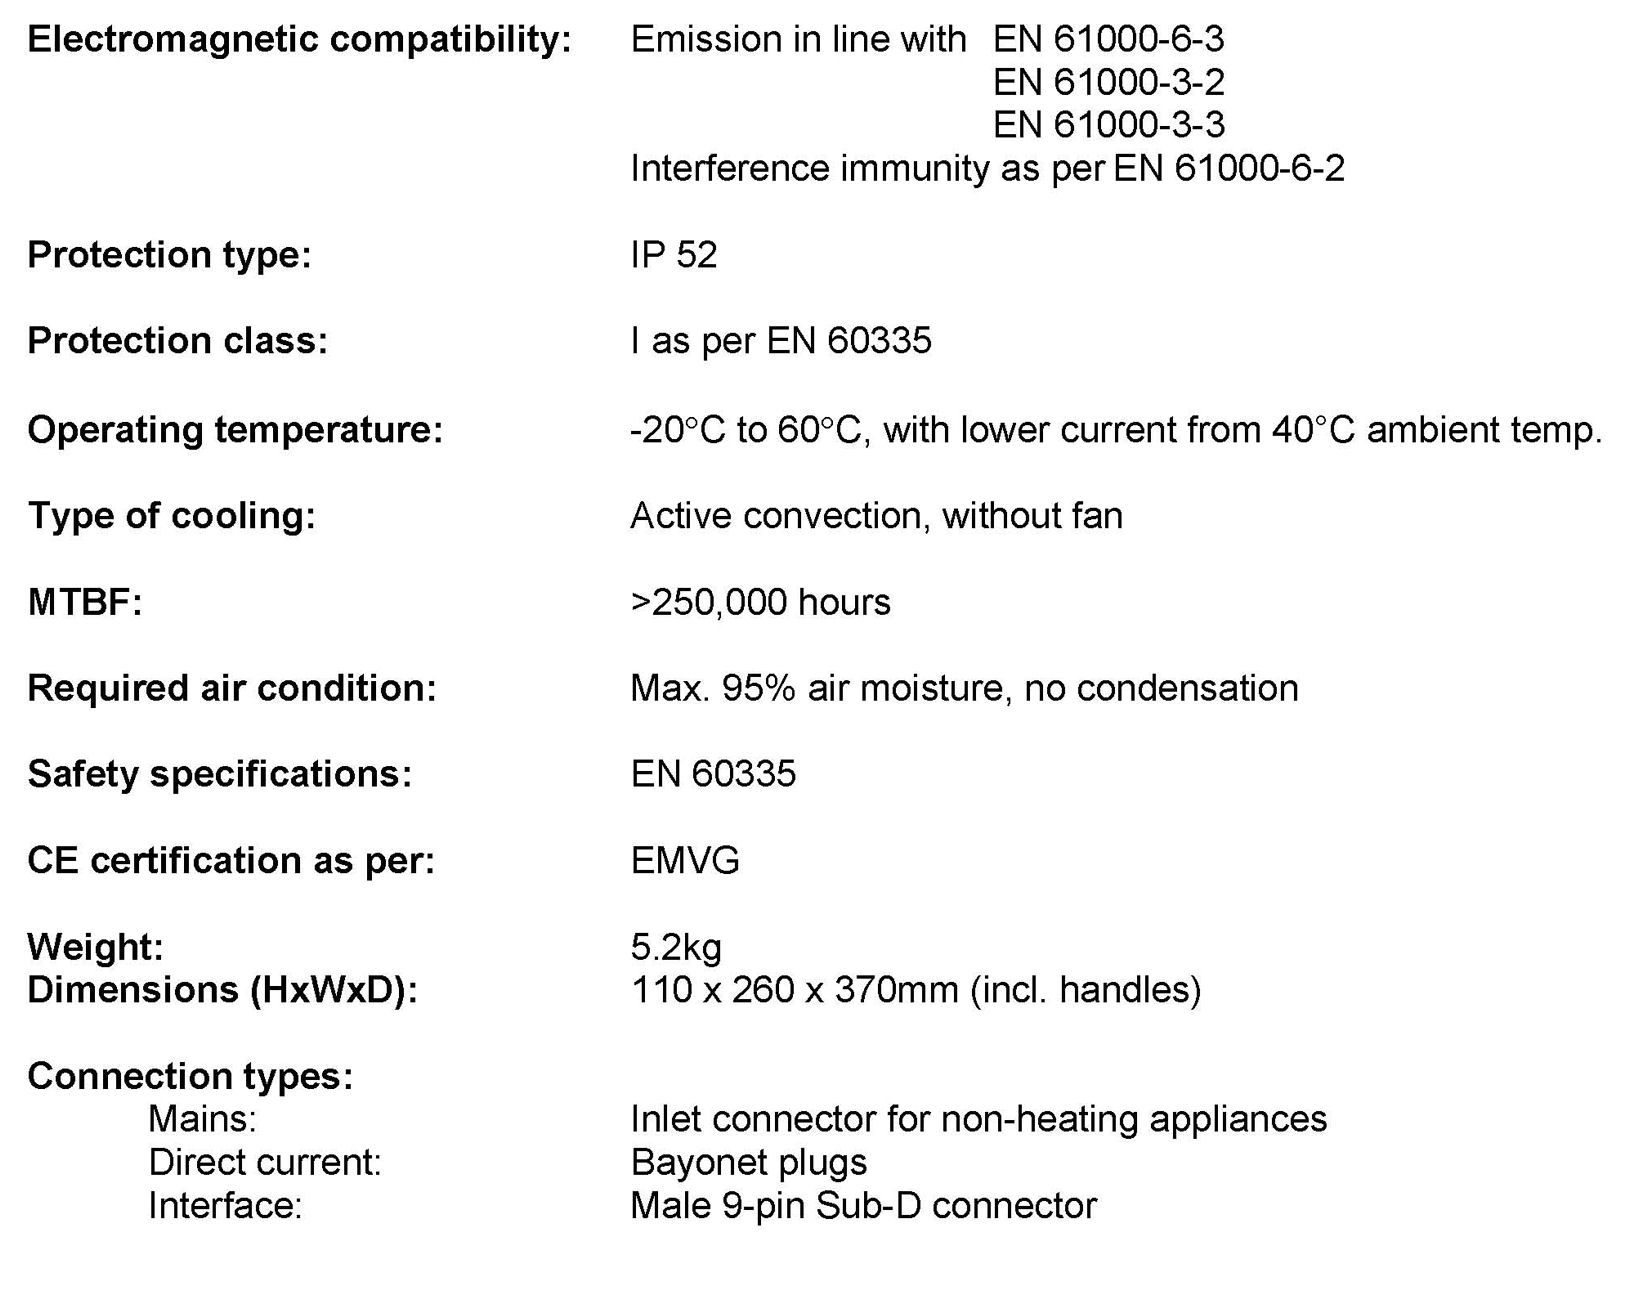 Electromagnetic compatibility: Emission in line with EN 61000-6-3
EN 61000-3-2
EN 61000-3-3
Interference immunity as per EN 61000-6-2
Protection type: IP 52
Protection class: I as per EN 60335
Operating temperature: -20°C to 60°C, with lower current from 40°C ambient temp.
Type of cooling: Active convection, without fan
MTBF: >250,000 hours
Required air condition: Max. 95% air moisture, no condensation
Safety specifications: EN 60335
CE certification as per: EMVG
Weight: 5.2kg
Dimensions (HxWxD): 110 x 260 x 370mm (incl. handles)
Connection types:
Mains: Inlet connector for non-heating appliances
Direct current: Bayonet plugs
Interface: Male 9-pin Sub-D connector